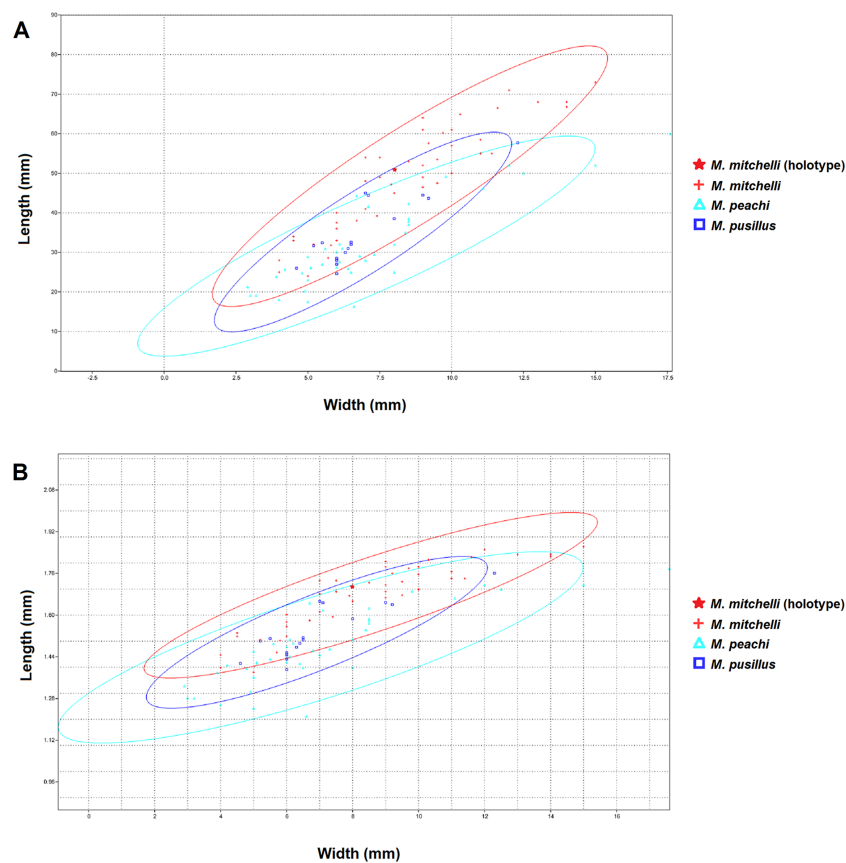 A
90
80
70
60
50
40
30
20
10
0
-2.5 0.0 2.5 5.0 7.5 10.0 12.5 15.0 17.5
Length (mm)
Width (mm)
M. mitchelli (holotype)
M. mitchelli
M. peachi
M. pusillus
B
2.08
1.92
1.75
1.60
1.44
1.28
1.12
0.96
0 2 4 6 8 10 12 14 16
Length (mm)
Width (mm)
M. mitchelli (holotype)
M. mitchelli
M. peachi
M. pusillus